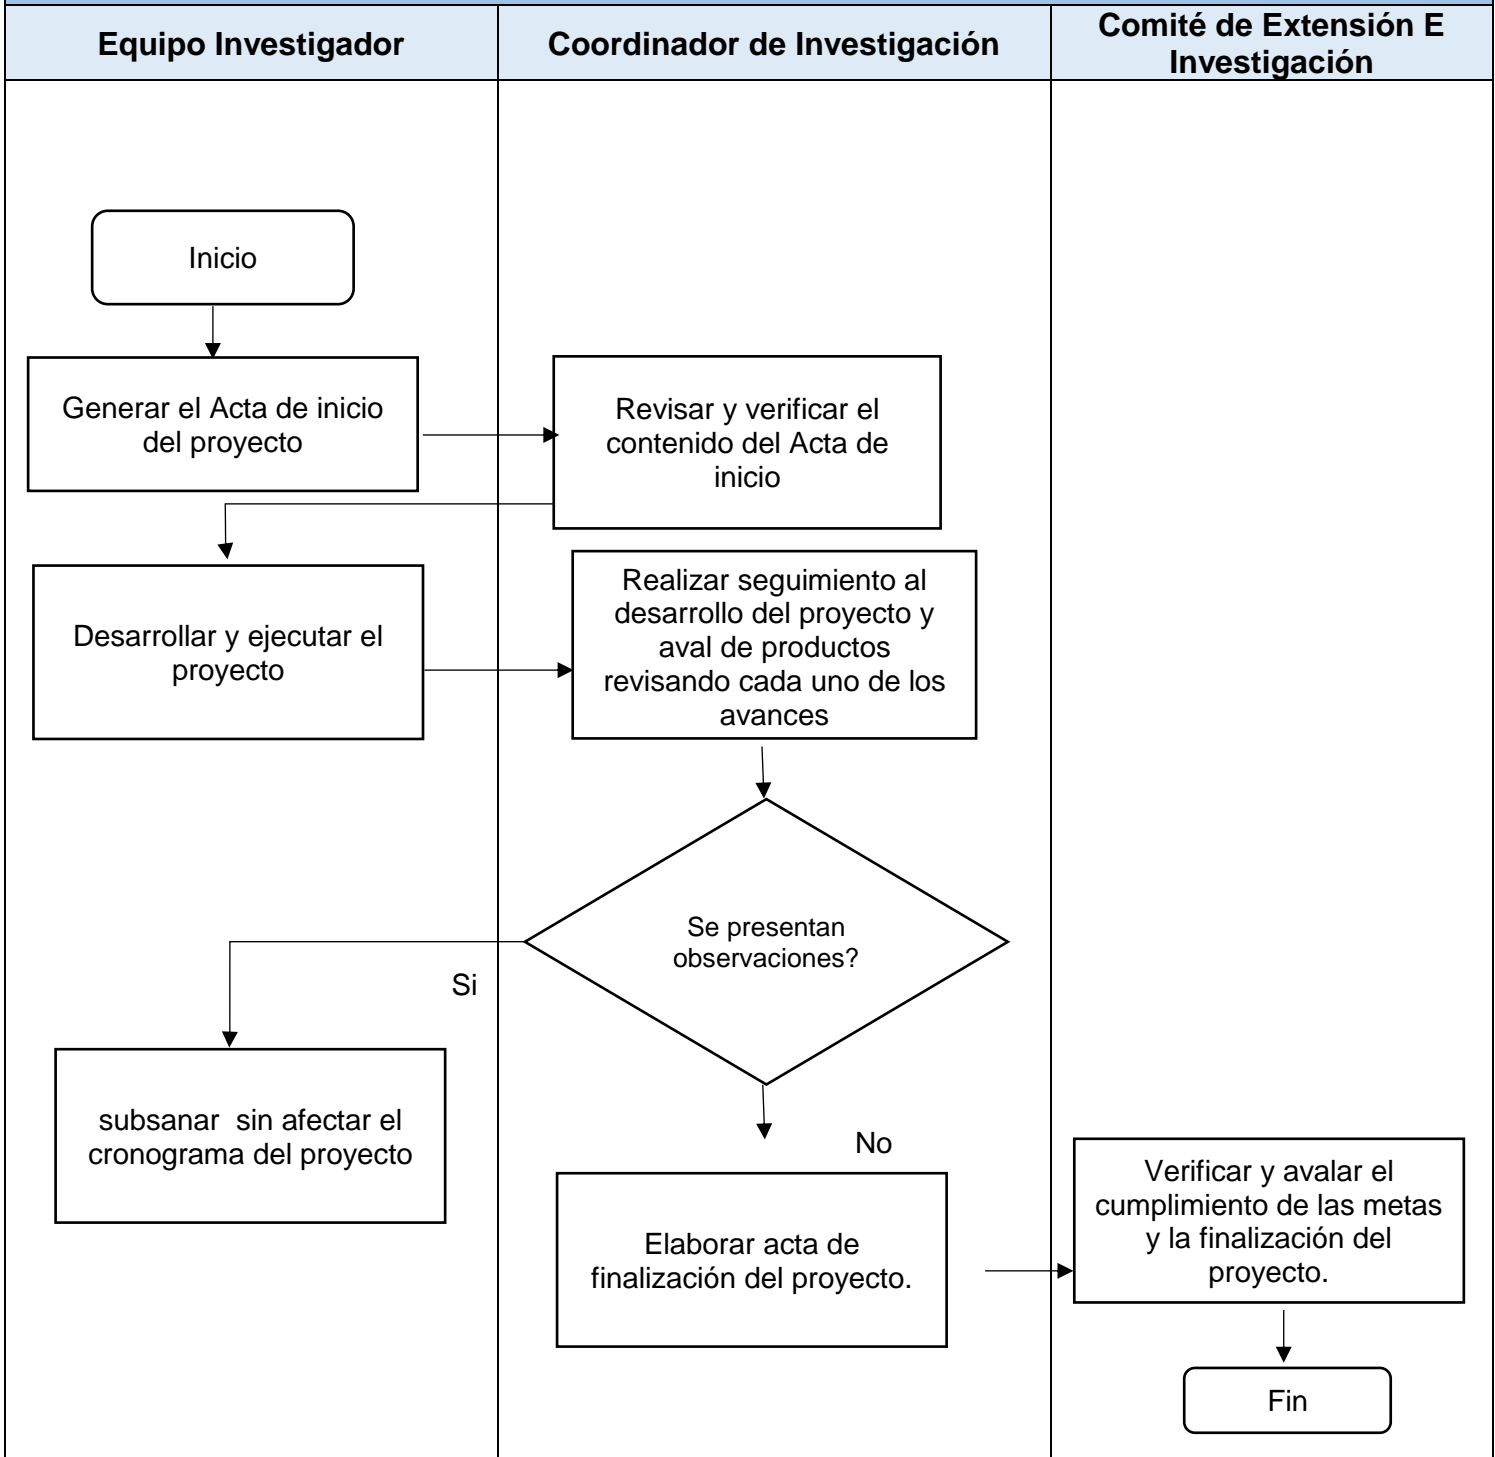 Equipo Investigador
Coordinador de Investigación
Comité de Extensión E
Investigación
Inicio
Generar el Acta de inicio
del proyecto
Revisar y verificar el
contenido del Acta de
inicio
Desarrollar y ejecutar el
proyecto
Realizar seguimiento al
desarrollo del proyecto y
aval de productos
revisando cada uno de los
avances
Se presentan
observaciones?
Si
subsanar  sin afectar el
cronograma del proyecto
No
Elaborar acta de
finalización del proyecto.
Verificar y avalar el
cumplimiento de las metas
y la finalización del
proyecto.
Fin